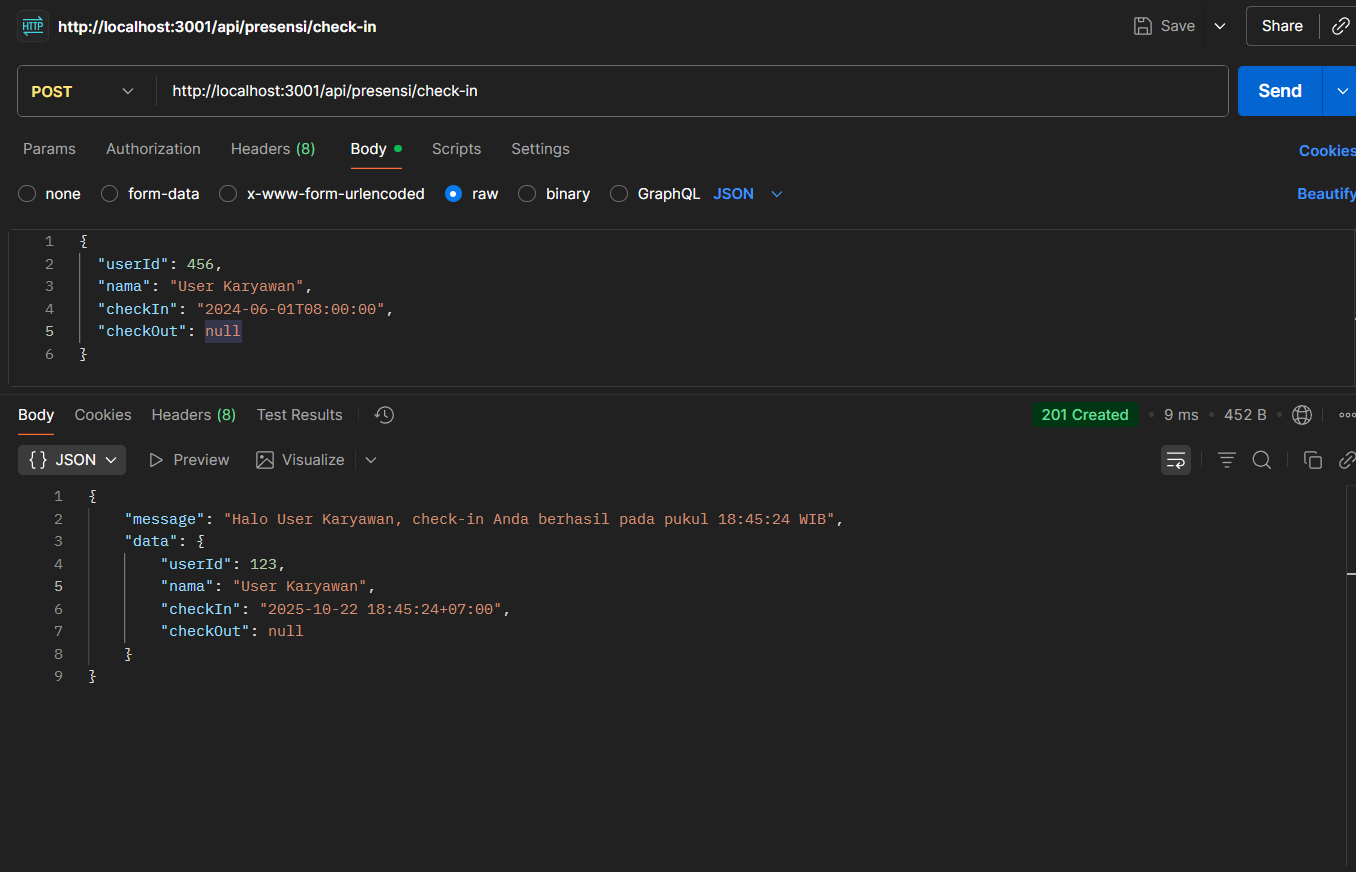 HTTP http://localhost:3001/api/presensi/check-in Save Share
POST http://localhost:3001/api/presensi/check-in Send
Params Authorization Headers (8) Body Scripts Settings Cookies
none form-data x-www-form-urlencoded raw binary GraphQL JSON Beautify
1 {
2 "userId": 456,
3 "nama": "User Karyawan",
4 "checkIn": "2024-06-01T08:00:00",
5 "checkOut": null
6 }
Body Cookies Headers (8) Test Results 201 Created • 9 ms • 452 B •
{} JSON Preview Visualize
1 {
2 "message": "Halo User Karyawan, check-in Anda berhasil pada pukul 18:45:24 WIB",
3 "data": {
4 "userId": 123,
5 "nama": "User Karyawan",
6 "checkIn": "2025-10-22 18:45:24+07:00",
7 "checkOut": null
8 }
9 }